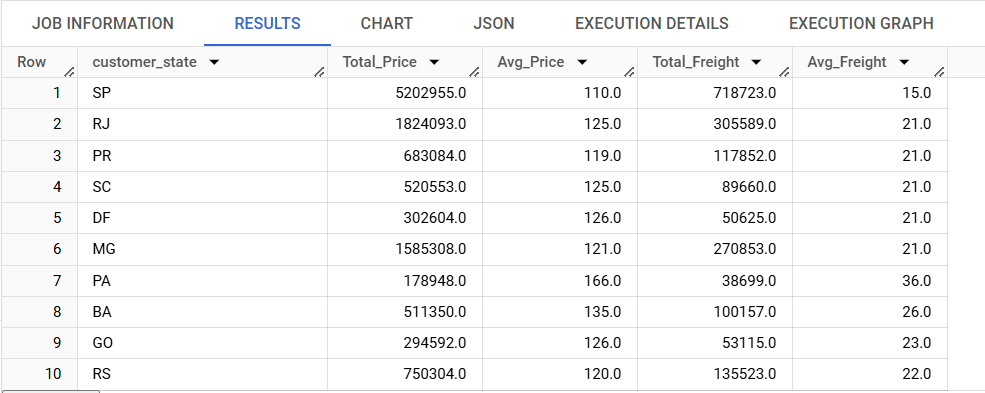 JOB INFORMATION RESULTS CHART JSON EXECUTION DETAILS EXECUTION GRAPH
Row customer_state Total_Price Avg_Price Total_Freight Avg_Freight
1 SP 5202955.0 110.0 718723.0 15.0
2 RJ 1824093.0 125.0 305589.0 21.0
3 PR 683084.0 119.0 117852.0 21.0
4 SC 520553.0 125.0 89660.0 21.0
5 DF 302604.0 126.0 50625.0 21.0
6 MG 1585308.0 121.0 270853.0 21.0
7 PA 178948.0 166.0 38699.0 36.0
8 BA 511350.0 135.0 100157.0 26.0
9 GO 294592.0 126.0 53115.0 23.0
10 RS 750304.0 120.0 135523.0 22.0